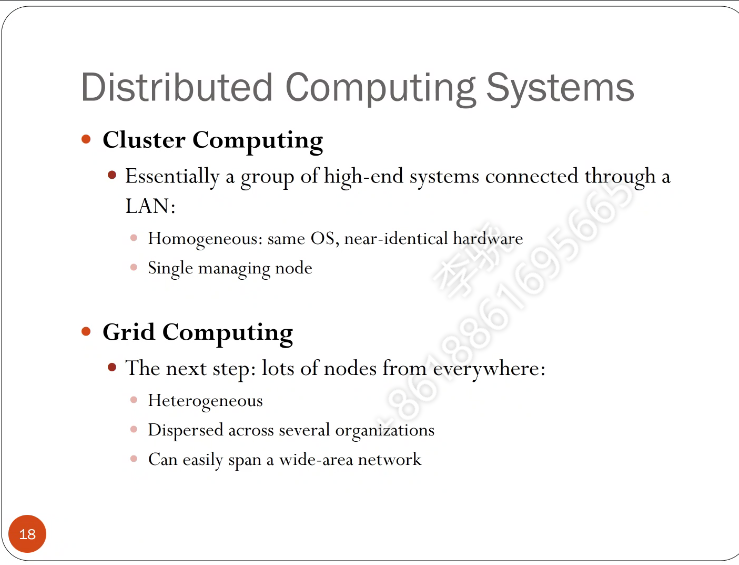 Distributed Computing Systems
Cluster Computing
Essentially a group of high-end systems connected through a
LAN:
Homogeneous: same OS, near-identical hardware
Single managing node
Grid Computing
The next step: lots of nodes from everywhere:
Heterogeneous
Dispersed across several organizations
Can easily span a wide-area network
18
+8618861695665